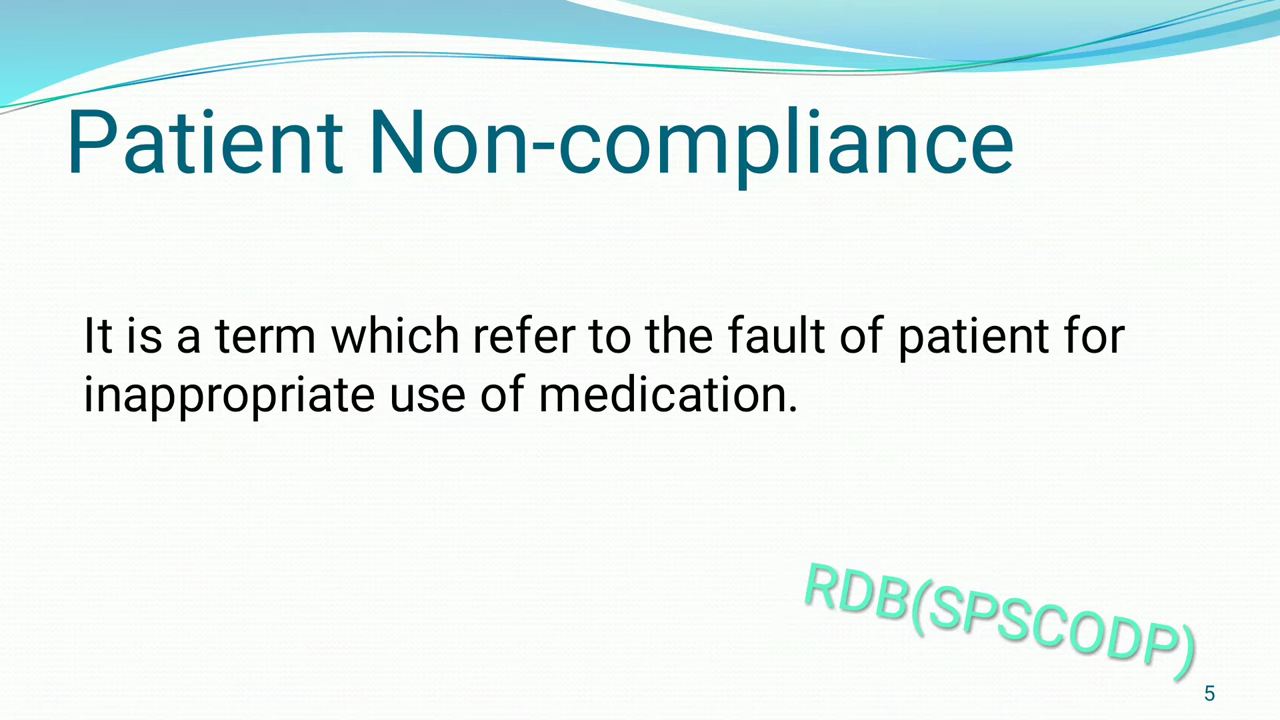 Patient Non-compliance
It is a term which refer to the fault of patient for
inappropriate use of medication.
RDB(SPSCODP)
5